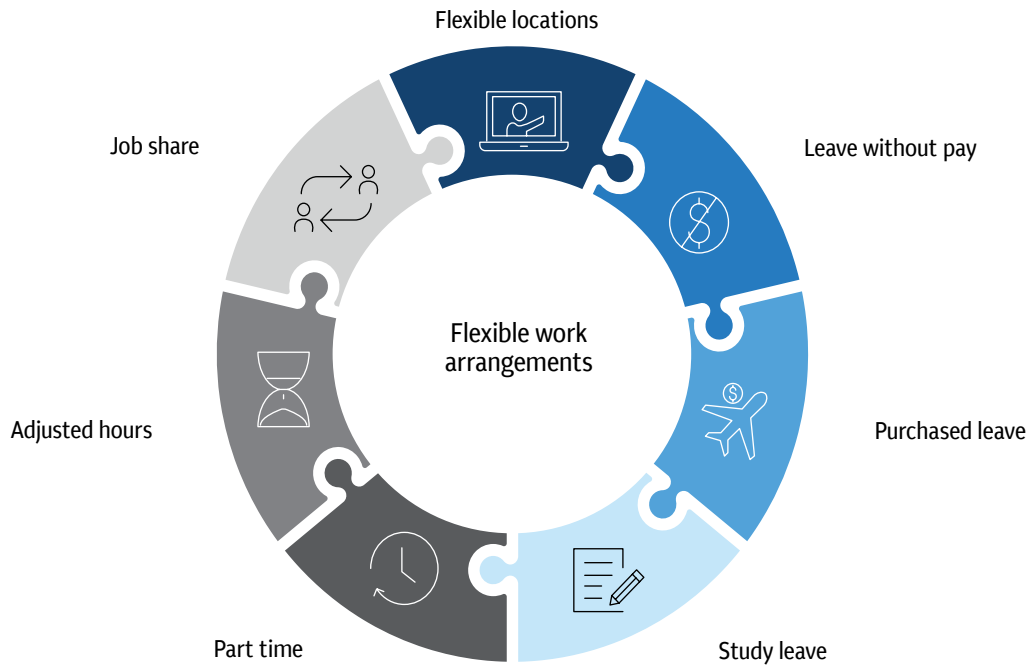 Flexible locations
Job share
Leave without pay
Flexible work
arrangements
Adjusted hours
Purchased leave
Part time
Study leave
$
$